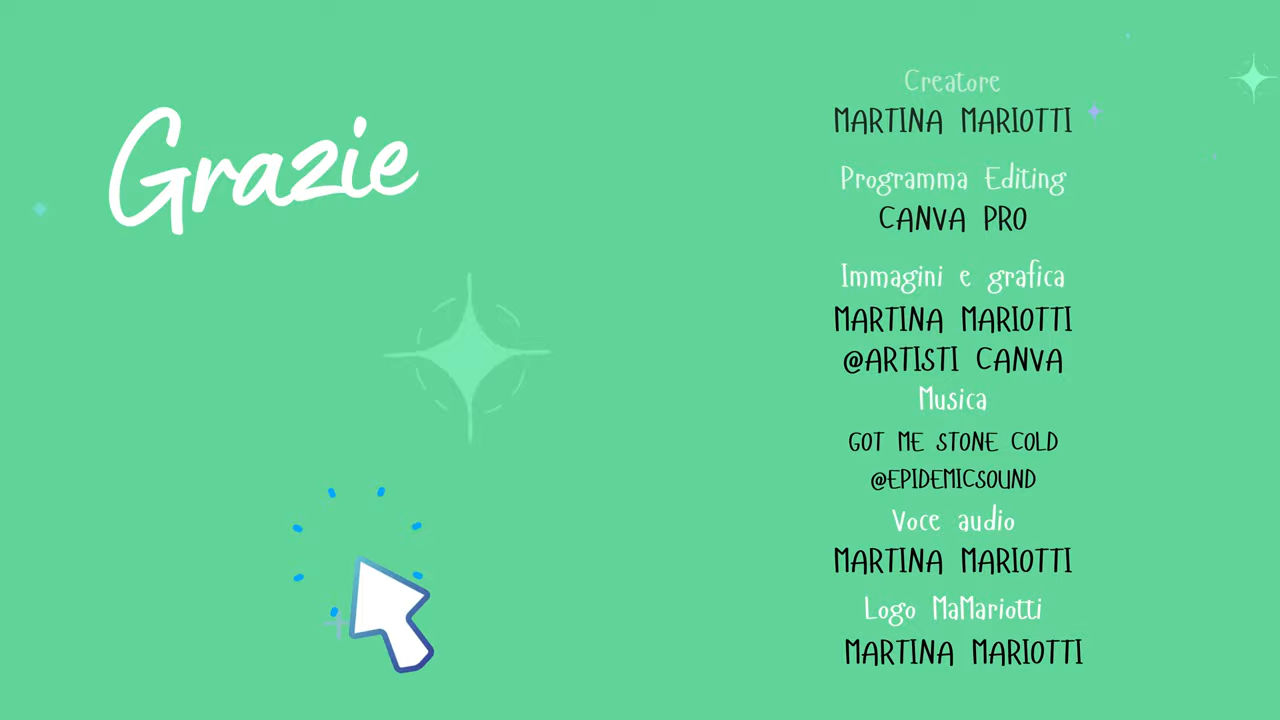 Grazie
Creatore
MARTINA MARIOTTI
Programma Editing
CANVA PRO
Immagini e grafica
MARTINA MARIOTTI
@ARTISTI CANVA
Musica
GOT ME STONE COLD
@EPIDEMICSOUND
Voce audio
MARTINA MARIOTTI
Logo MaMariotti
MARTINA MARIOTTI